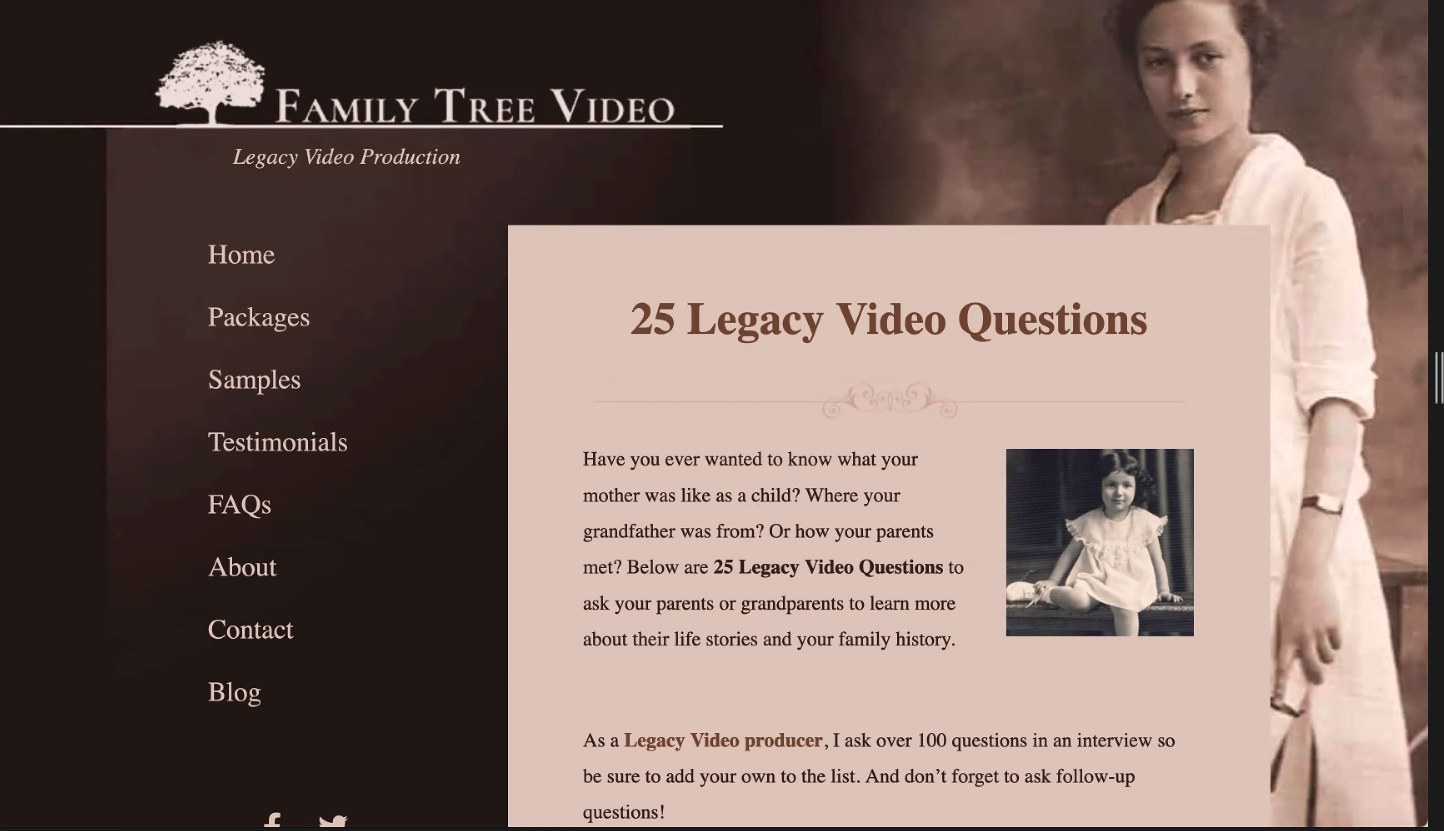 FAMILY TREE VIDEO
Legacy Video Production
Home
Packages
Samples
Testimonials
FAQs
About
Contact
Blog
25 Legacy Video Questions
Have you ever wanted to know what your
mother was like as a child? Where your
grandfather was from? Or how your parents
met? Below are 25 Legacy Video Questions to
ask your parents or grandparents to learn more
about their life stories and your family history.
As a Legacy Video producer, I ask over 100 questions in an interview so
be sure to add your own to the list. And don’t forget to ask follow-up
questions!